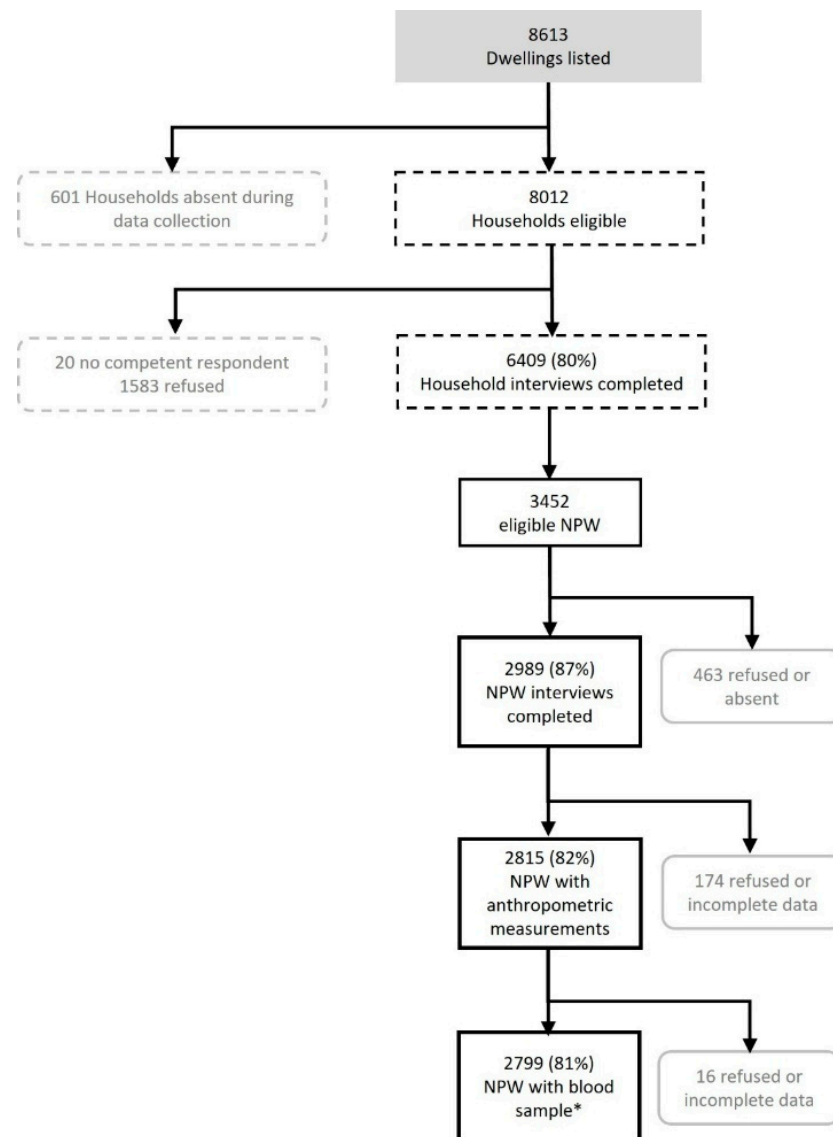 8613
Dwellings listed
601 Households absent during
data collection
8012
Households eligible
20 no competent respondent
1583 refused
6409 (80%)
Household interviews completed
3452
eligible NPW
2989 (87%)
NPW interviews
completed
463 refused or
absent
2815 (82%)
NPW with
anthropometric
measurements
174 refused or
incomplete data
2799 (81%)
NPW with blood
sample*
16 refused or
incomplete data